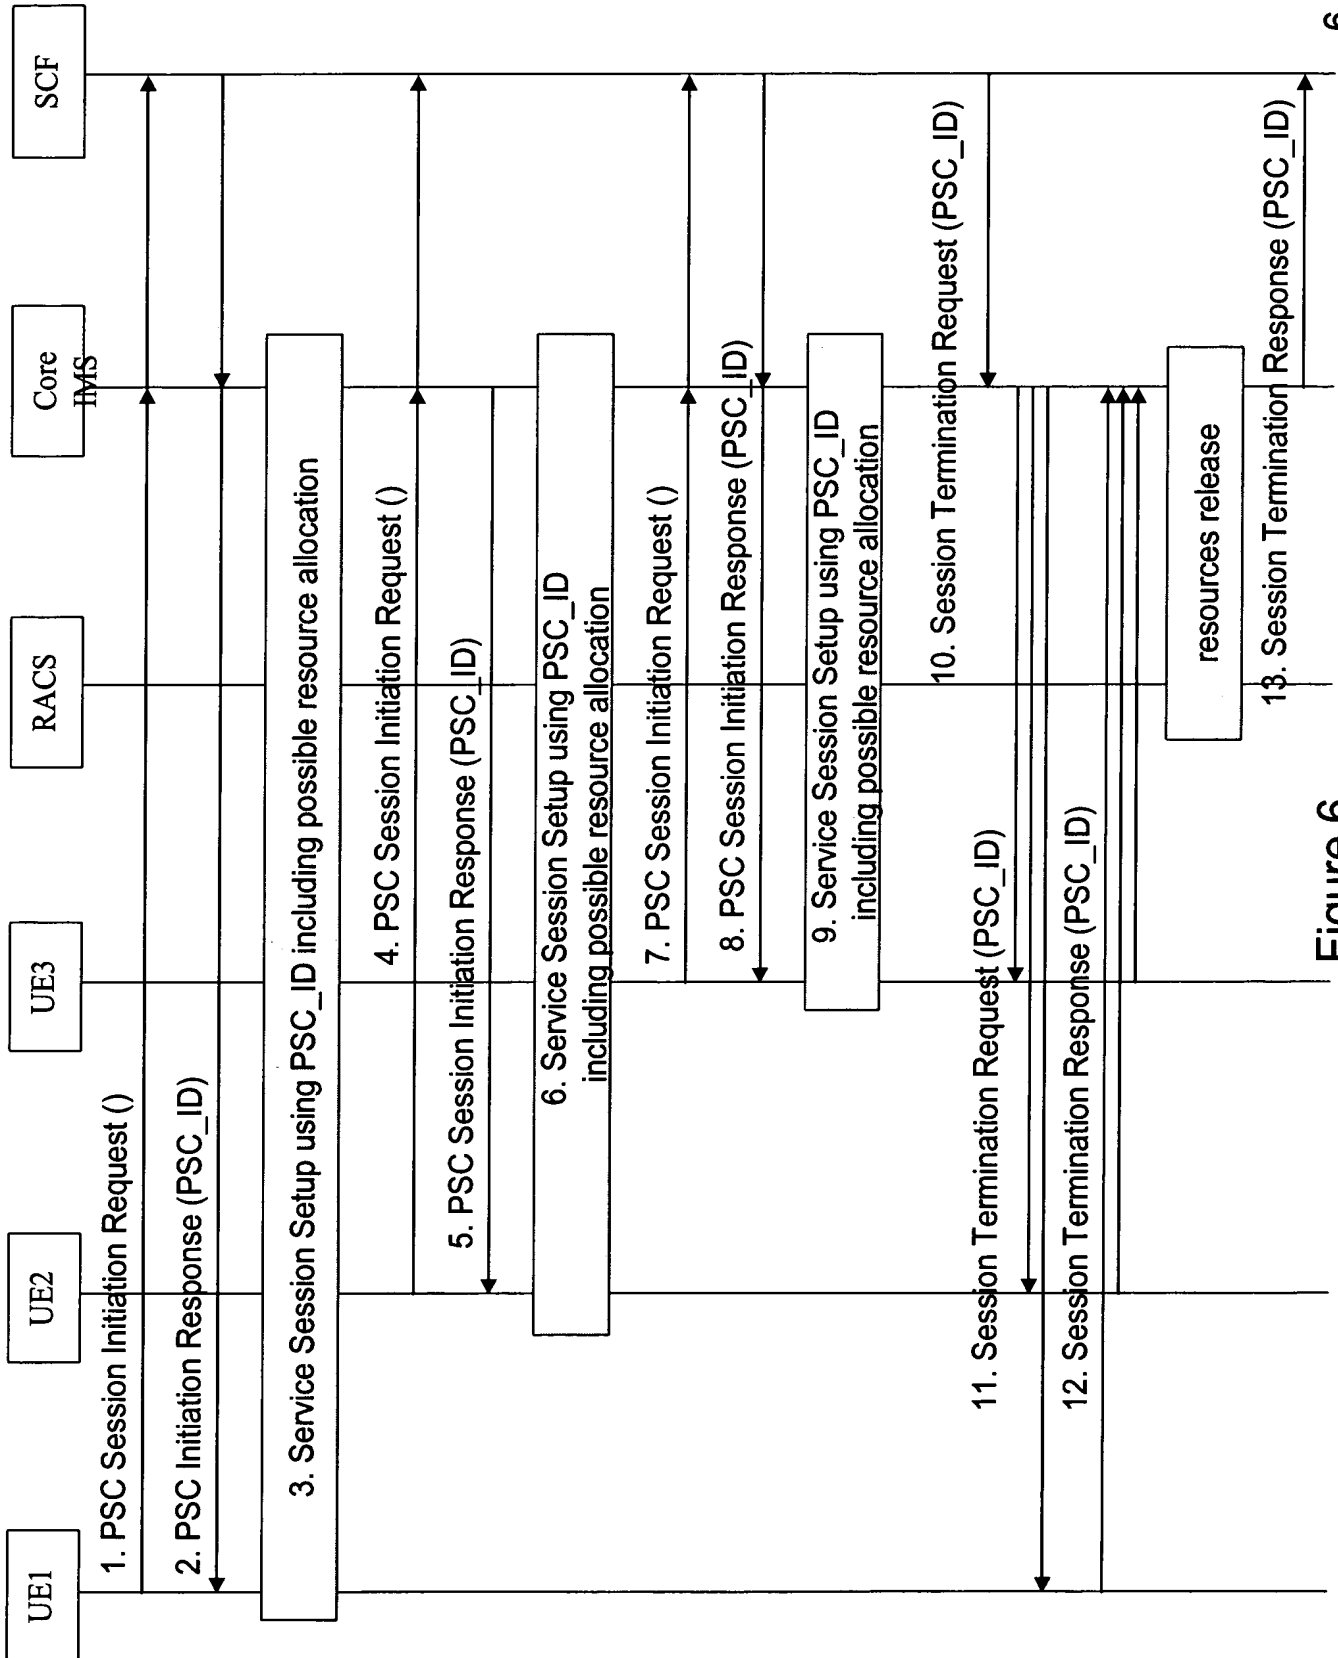 UE1
UE2
UE3
RACS
Core
IMS
SCF
1. PSC Session Initiation Request ()
2. PSC Initiation Response (PSC_ID)
3. Service Session Setup using PSC_ID including possible resource allocation
4. PSC Session Initiation Request ()
5. PSC Session Initiation Response (PSC_ID)
6. Service Session Setup using PSC_ID
including possible resource allocation
7. PSC Session Initiation Request ()
8. PSC Session Initiation Response (PSC_ID)
9. Service Session Setup using PSC_ID
including possible resource allocation
10. Session Termination Request (PSC_ID)
11. Session Termination Request (PSC_ID)
12. Session Termination Response (PSC_ID)
resources release
13. Session Termination Response (PSC_ID)
Figure 6
6